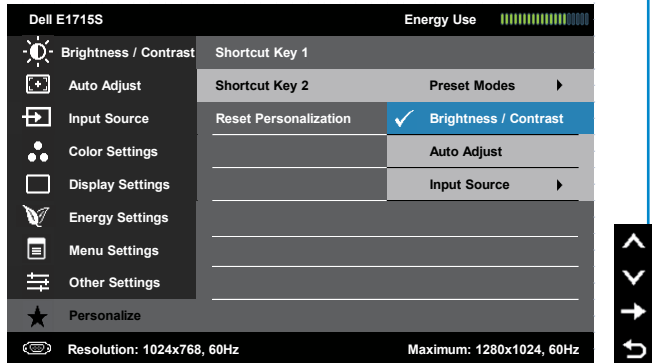 Dell E1715S Energy Use
Brightness / Contrast Shortcut Key 1
Auto Adjust Shortcut Key 2 Preset Modes
Input Source Reset Personalization Brightness / Contrast
Color Settings Auto Adjust
Display Settings Input Source
Energy Settings
Menu Settings
Other Settings
Personalize
Resolution: 1024x768, 60Hz Maximum: 1280x1024, 60Hz